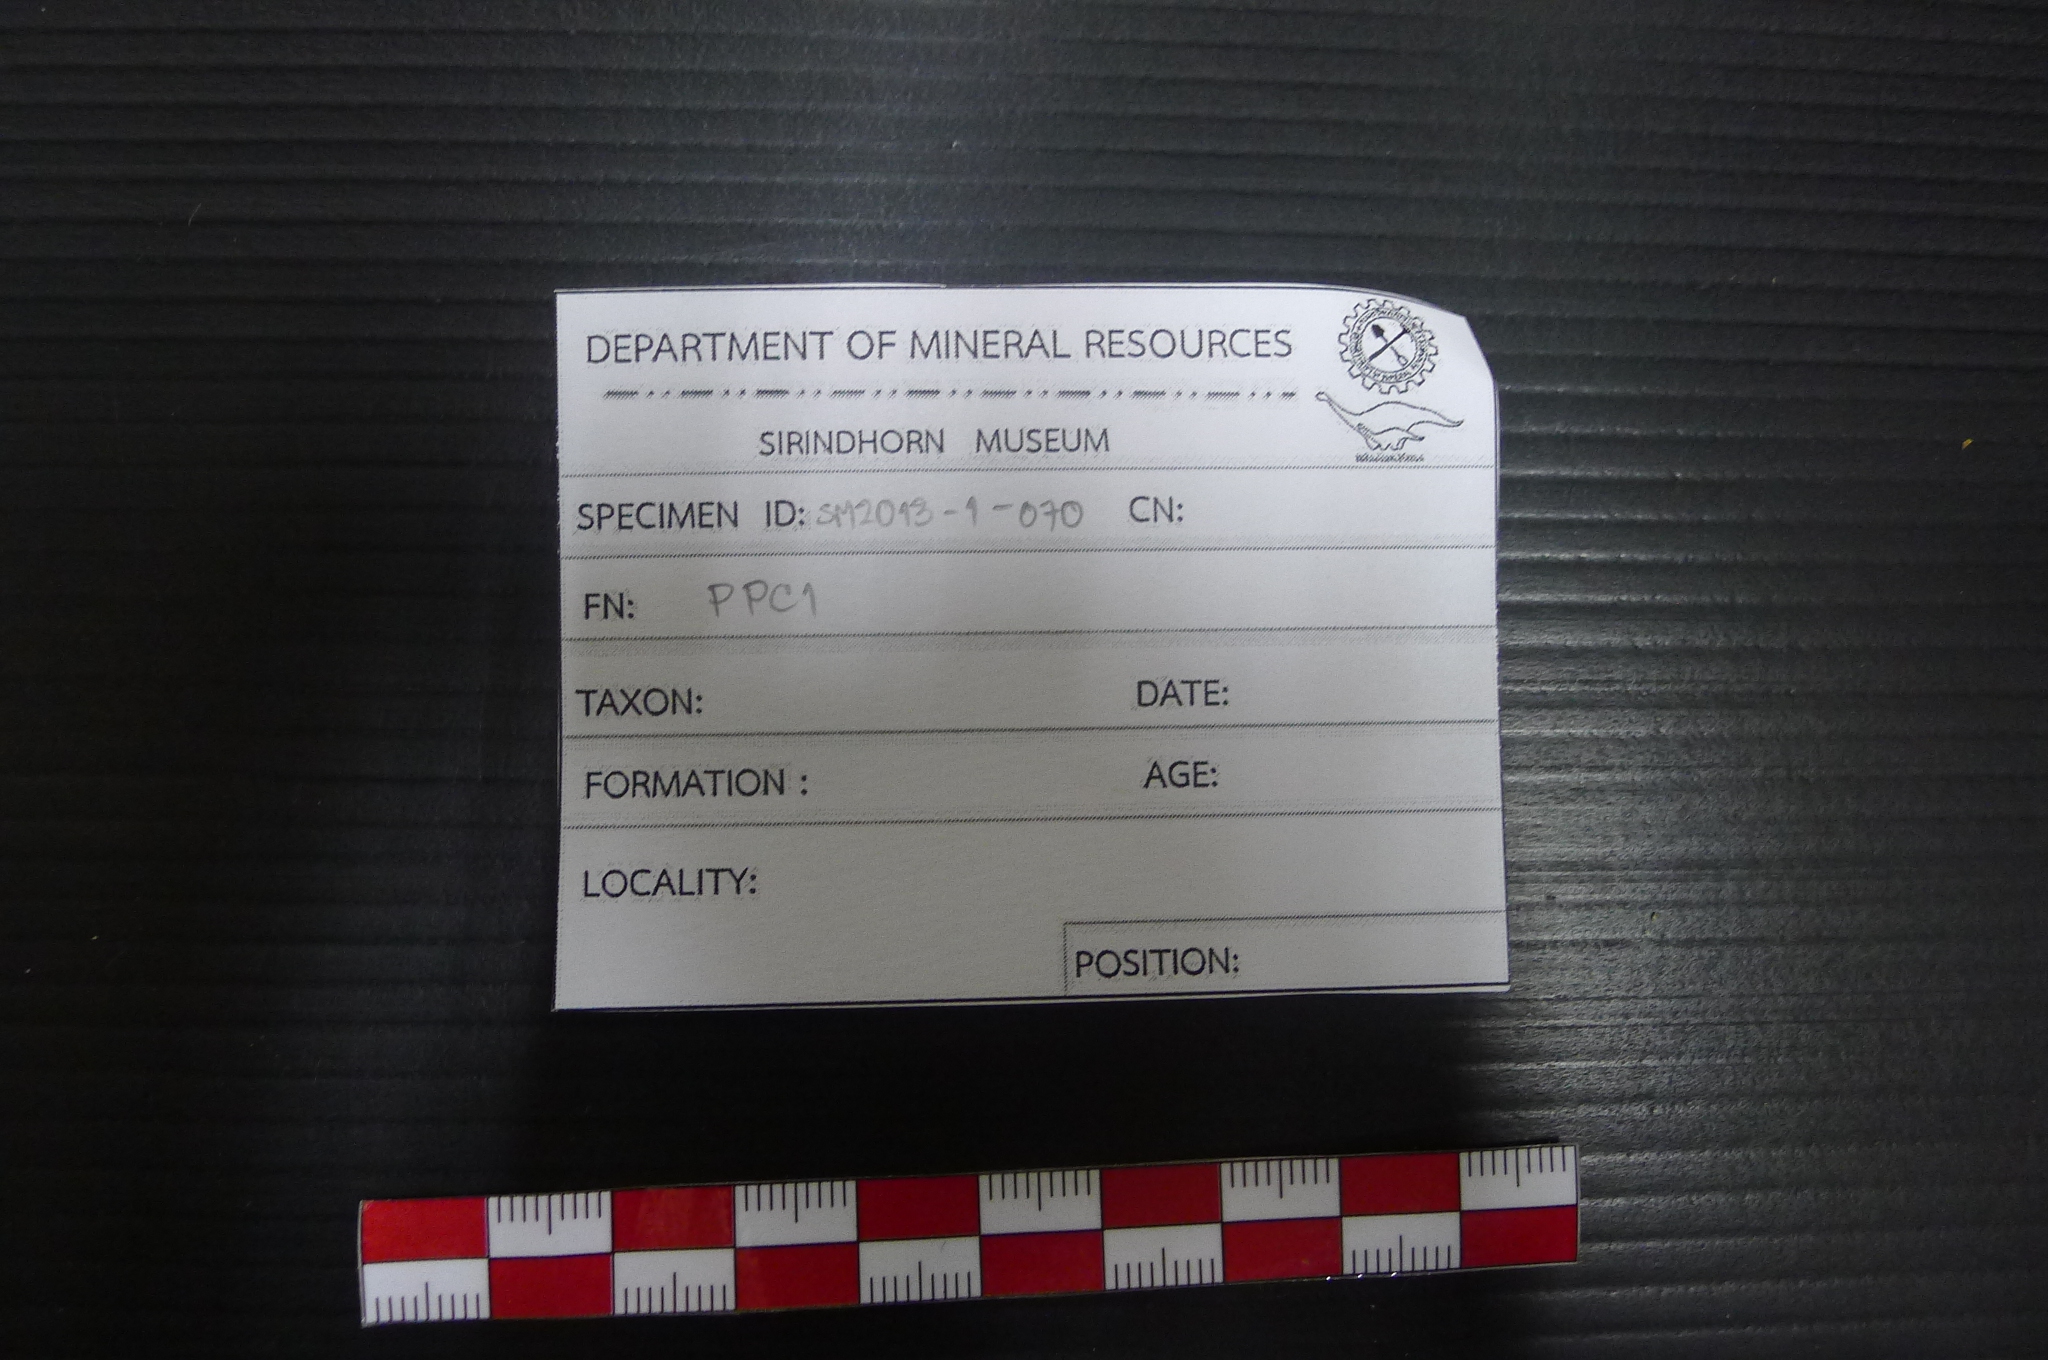 DEPARTMENT OF MINERAL RESOURCES
SIRINDHORN MUSEUM
SPECIMEN ID: SM2013-1-070 CN:
FN: PPC1
TAXON: DATE:
FORMATION : AGE:
LOCALITY:
POSITION: